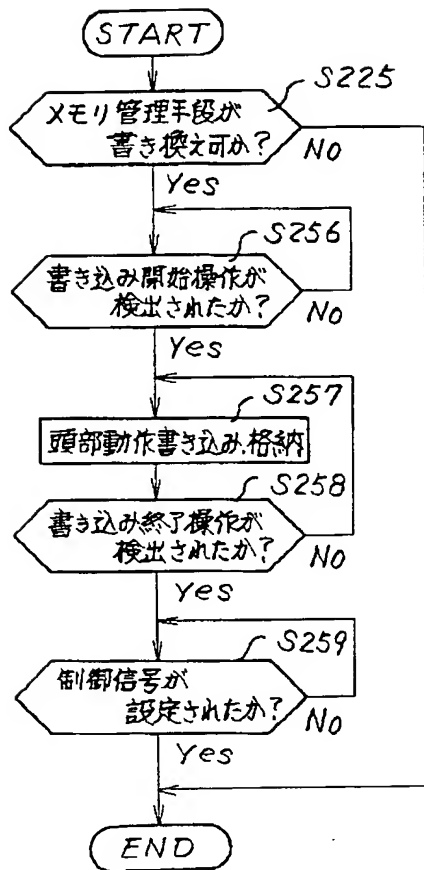 START
S225
メモリ管理手段が
書き換え可か？
No
Yes
S256
書き込み開始操作が
検出されたか？
No
Yes
S257
頭部動作書き込み、格納
S258
書き込み終了操作が
検出されたか？
No
Yes
S259
制御信号が
設定されたか？
No
Yes
END